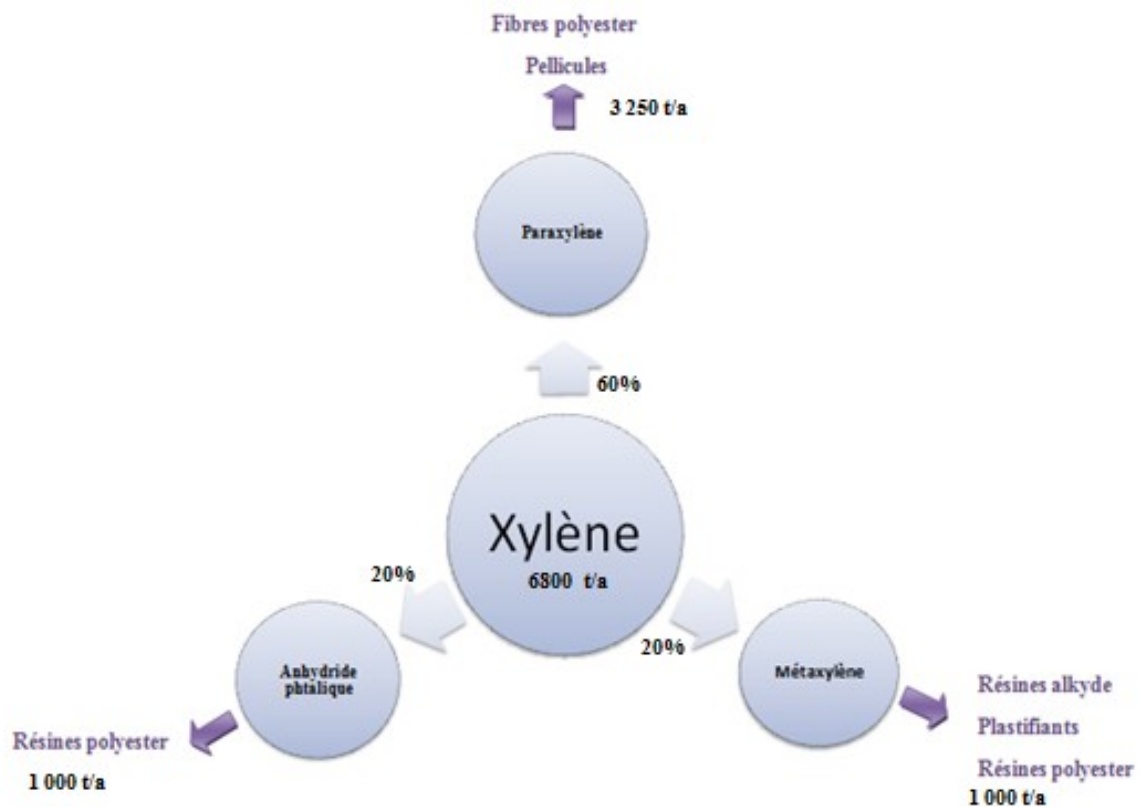 Fibres polyester
Pellicules
3 250 t/a
Paraxylène
60%
Xylène
6800 t/a
20%
20%
Anhydride
phtalique
Métaxylène
Résines polyester
1 000 t/a
Résines alkyde
Plastifiants
Résines polyester
1 000 t/a